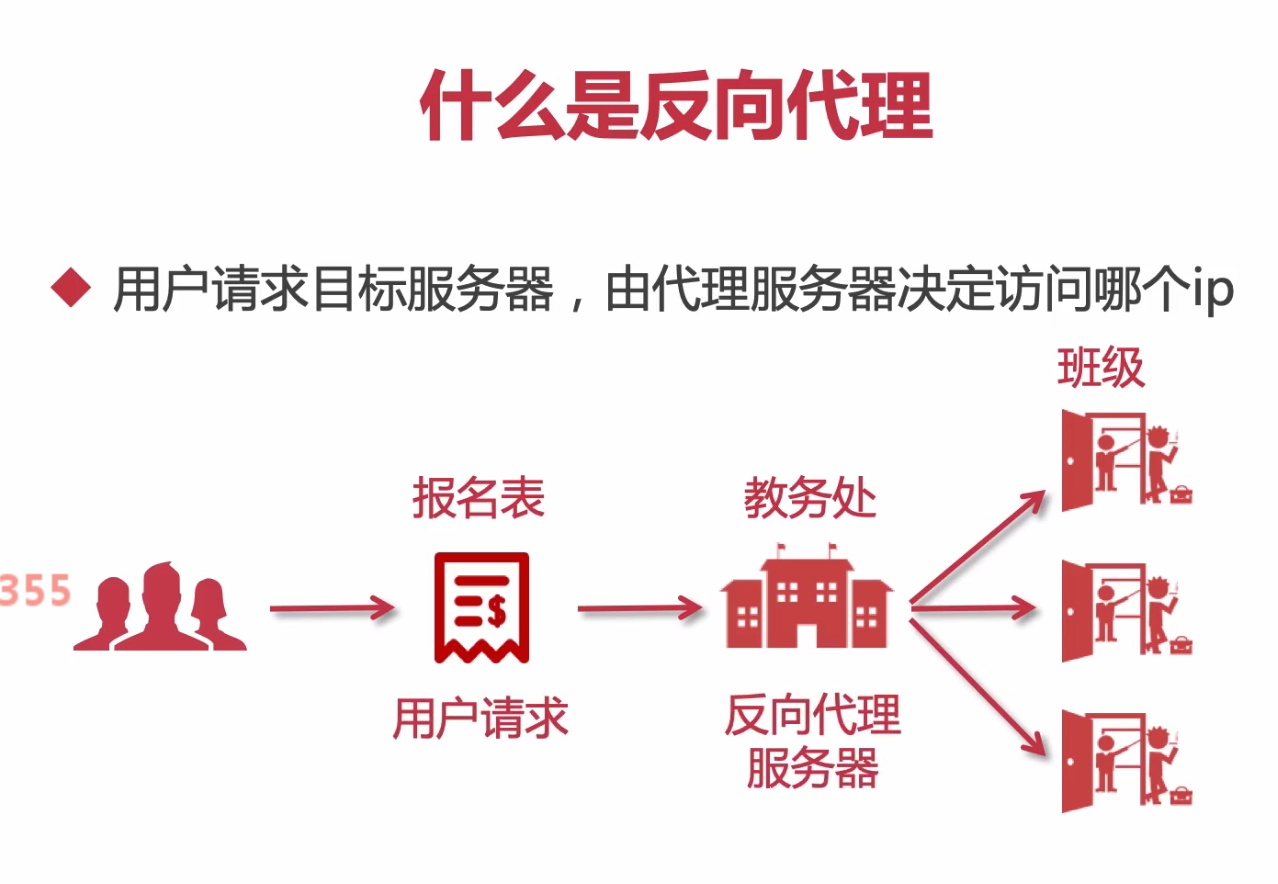 什么是反向代理
用户请求目标服务器，由代理服务器决定访问哪个ip
班级
报名表
教务处
355
用户请求
反向代理
服务器